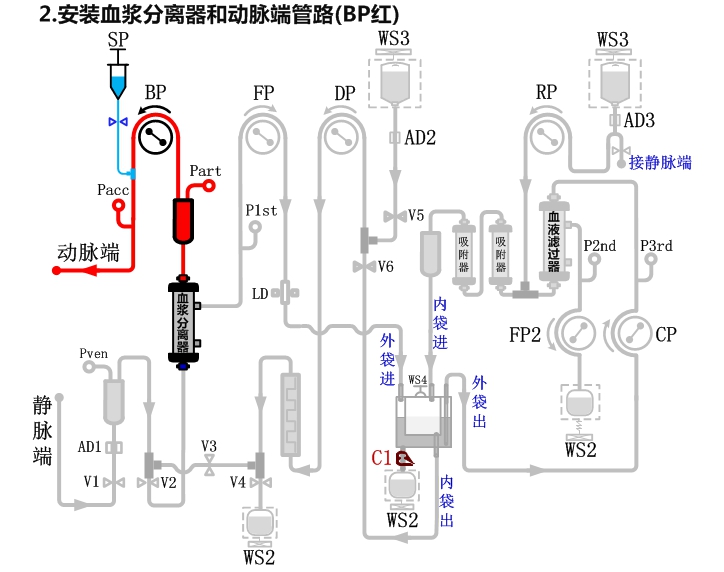 2.安装血浆分离器和动脉端管路(BP红)
SP
BP
FP
DP
WS3
RP
WS3
AD2
AD3
接静脉端
Part
Pacc
P1st
V5
V6
动脉端
血浆分离器
吸附器
吸附器
血液滤过器
P2nd
P3rd
LD
内袋进
外袋进
FP2
CP
Pven
WS4
外袋出
静脉端
AD1
V3
C1
V1
V2
V4
WS2
内袋出
WS2
WS2